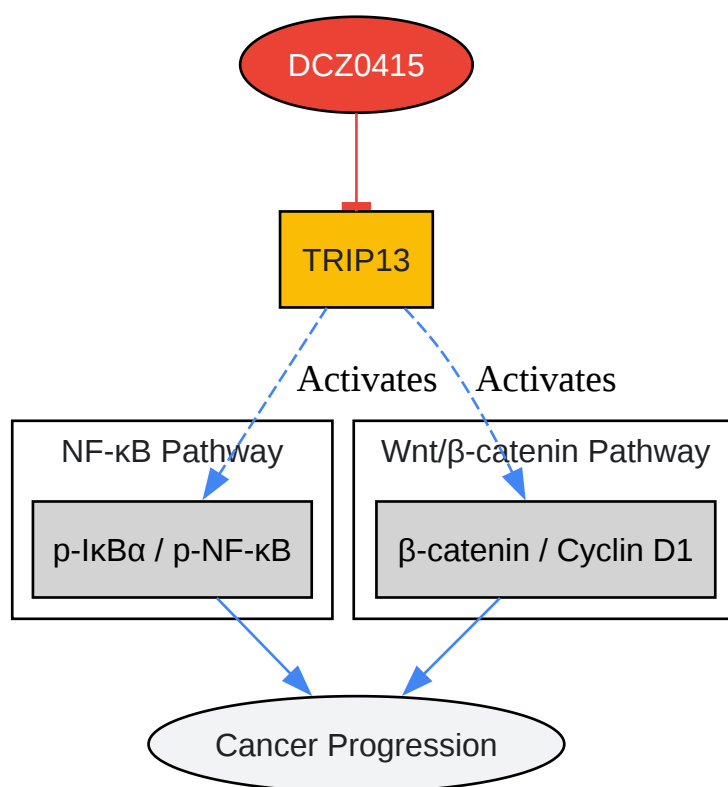 DCZ0415
TRIP13
Activates
Activates
NF-κB Pathway
Wnt/β-catenin Pathway
p-IκBα / p-NF-κB
β-catenin / Cyclin D1
Cancer Progression